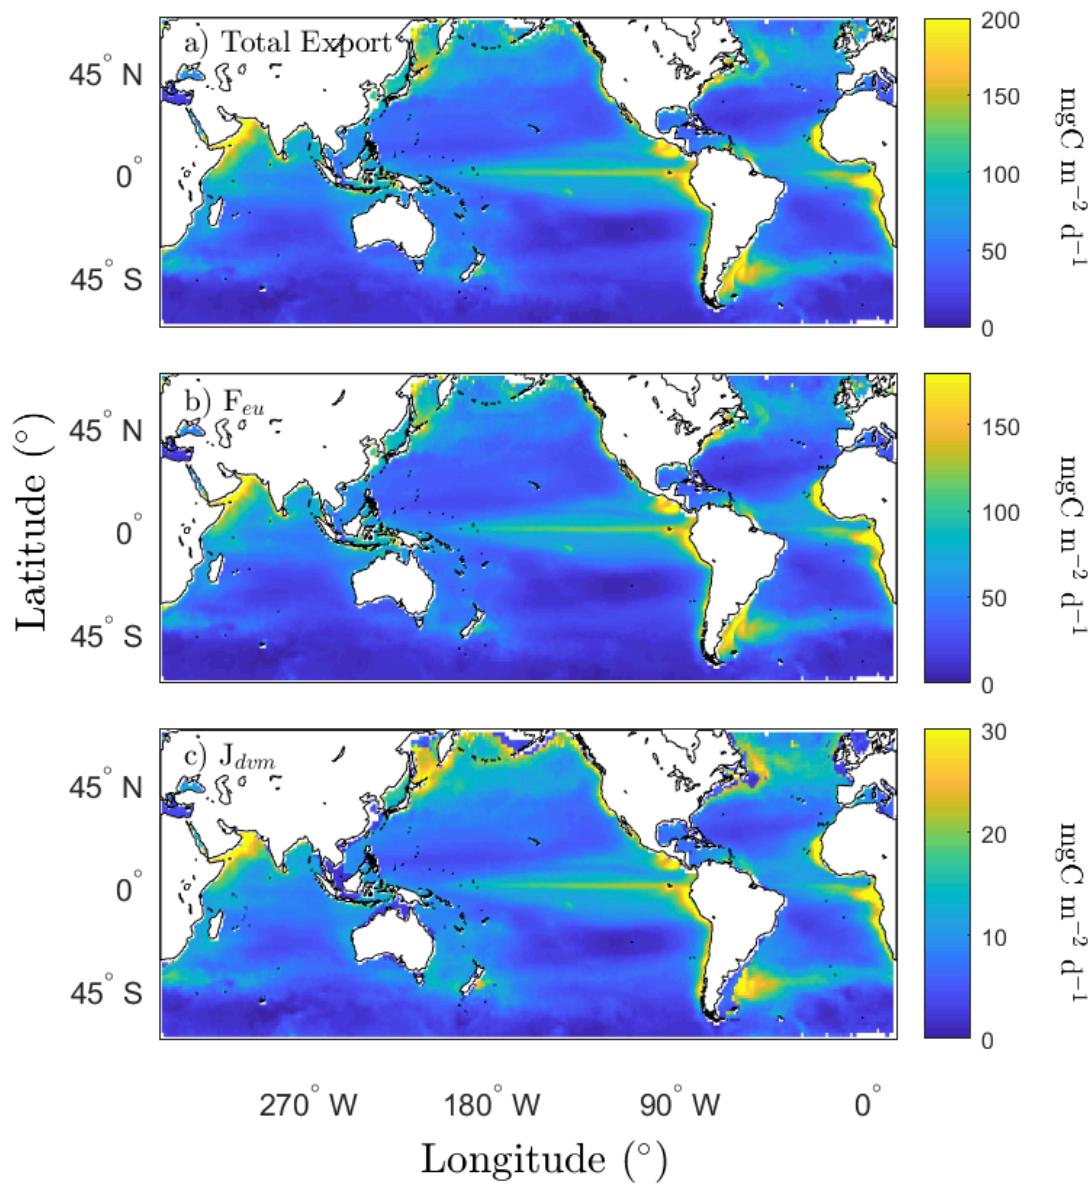 a) Total Export
45° N
0°
45° S
200
150
100
50
0
mgC m⁻² d⁻¹
b) F_eu
45° N
0°
45° S
150
100
50
0
mgC m⁻² d⁻¹
c) J_dvm
45° N
0°
45° S
30
20
10
0
mgC m⁻² d⁻¹
Latitude (°)
270° W 180° W 90° W 0°
Longitude (°)